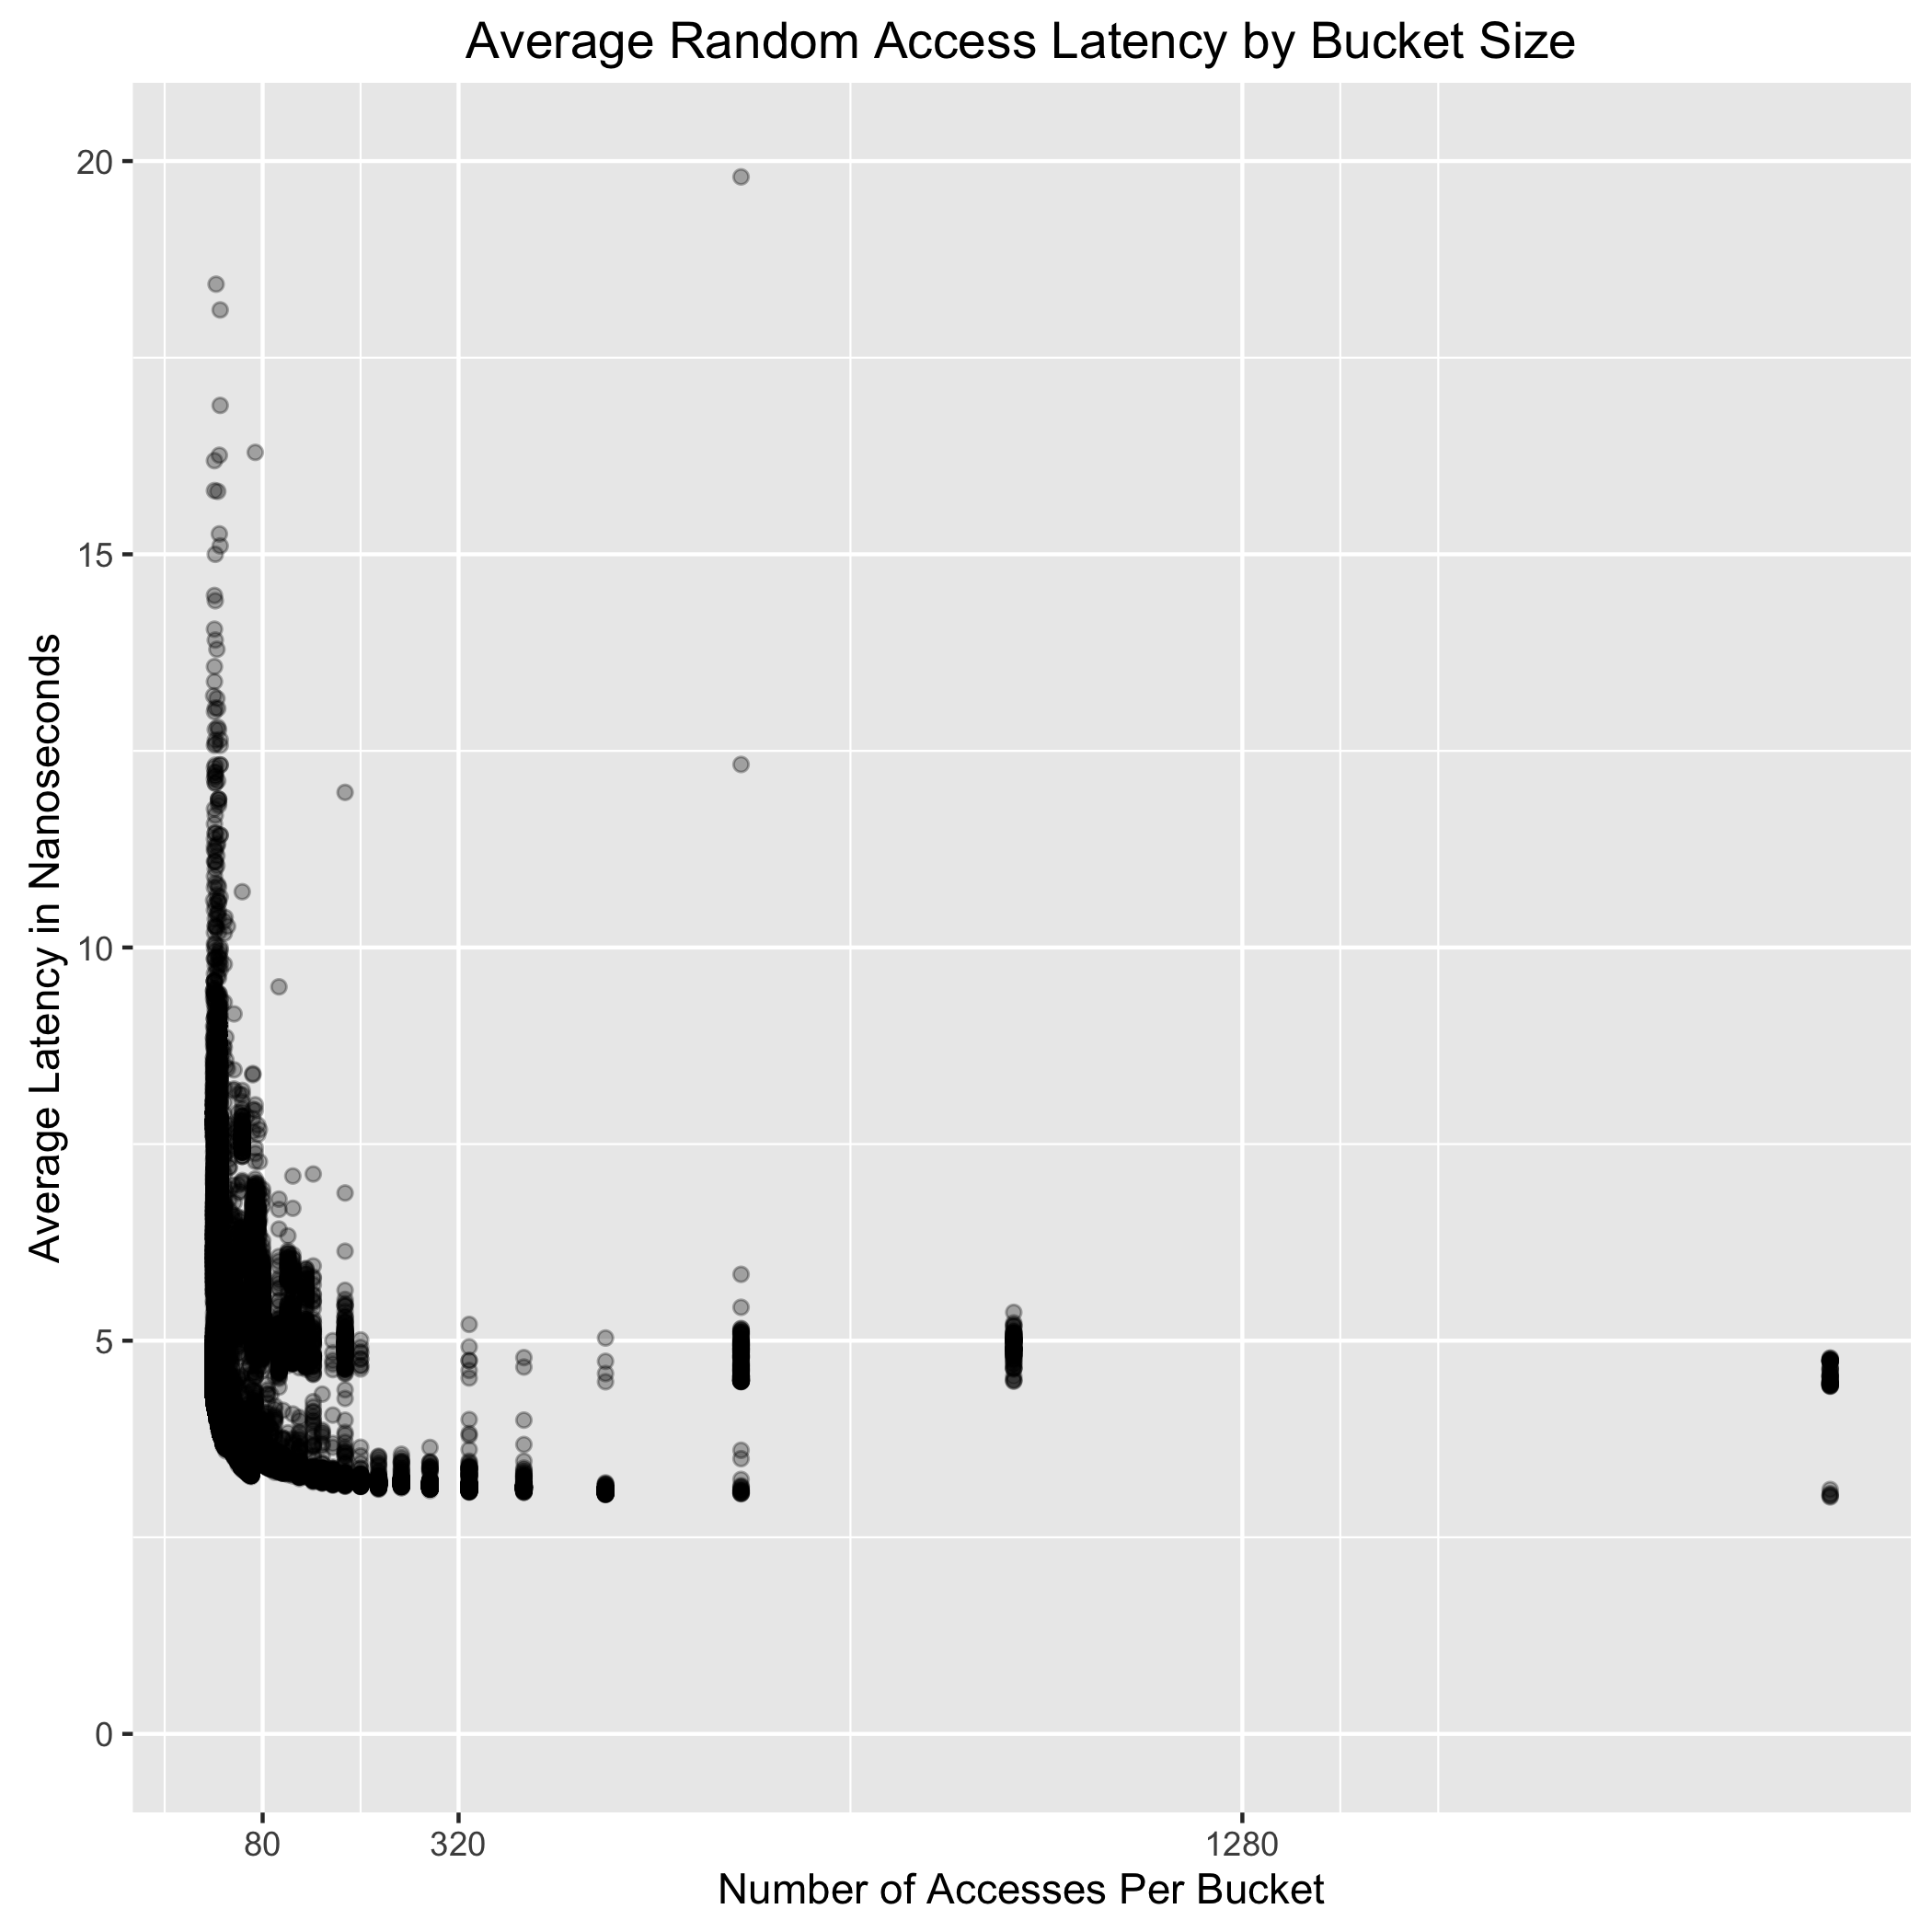 Average Random Access Latency by Bucket Size
Average Latency in Nanoseconds
20
15
10
5
0
80 320 1280
Number of Accesses Per Bucket